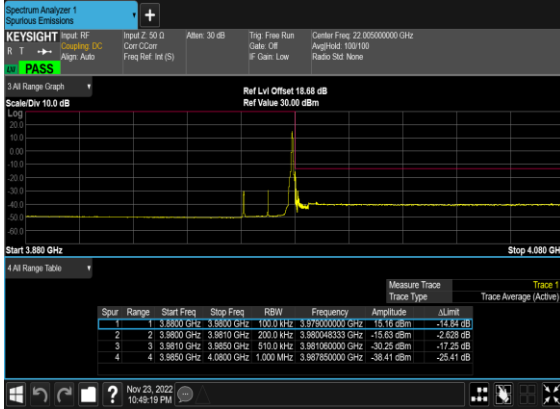 Spectrum Analyzer 1
Spurious Emissions
+
KEYSIGHT Input: RF Input Z: 50 Ω Atten: 30 dB Trig: Free Run Center Freq: 22.005000000 GHz
R T Coupling: DC Corr CCorr Gate: Off Avg|Hold: 100/100
Align: Auto Freq Ref: Int (S) IF Gain: Low Radio Std: None
PASS
3 All Range Graph
Ref Lvl Offset 18.68 dB
Scale/Div 10.0 dB Ref Value 30.00 dBm
Log
20.0
10.0
0.00
-10.0
-20.0
-30.0
-40.0
-50.0
-60.0
Start 3.880 GHz Stop 4.080 GH
4 All Range Table
Measure Trace Trace 1
Trace Type Trace Average (Active)
Spur Range Start Freq Stop Freq RBW Frequency Amplitude ΔLimit
1 1 3.8800 GHz 3.9800 GHz 100.0 kHz 3.979000000 GHz 15.16 dBm -14.84 dB
2 2 3.9800 GHz 3.9810 GHz 200.0 kHz 3.980048333 GHz -15.63 dBm -2.628 dB
3 3 3.9810 GHz 3.9850 GHz 510.0 kHz 3.981060000 GHz -30.25 dBm -17.25 dB
4 4 3.9850 GHz 4.0800 GHz 1.000 MHz 3.987850000 GHz -38.41 dBm -25.41 dB
? Nov 23, 2022
10:49:19 PM